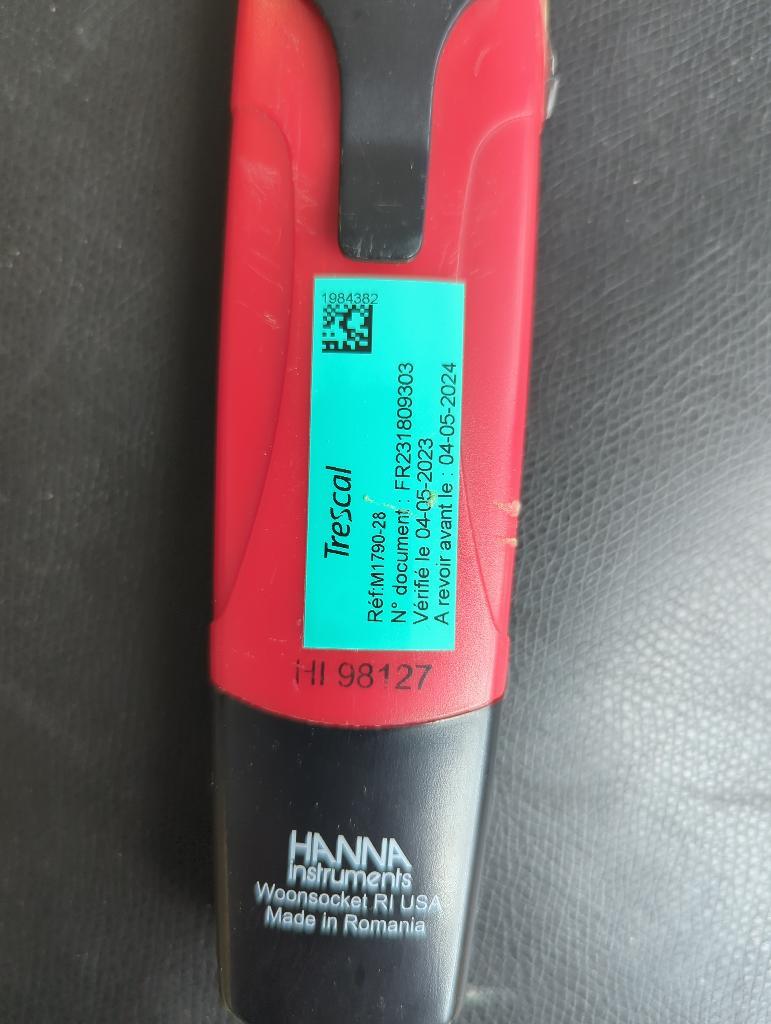 1984382
Trescal
Réf:M1790-28
N° document : FR231809303
Vérifié le 04-05-2023
A revoir avant le : 04-05-2024
HI 98127
HANNA
instruments
Woonsocket RI USA
Made in Romania